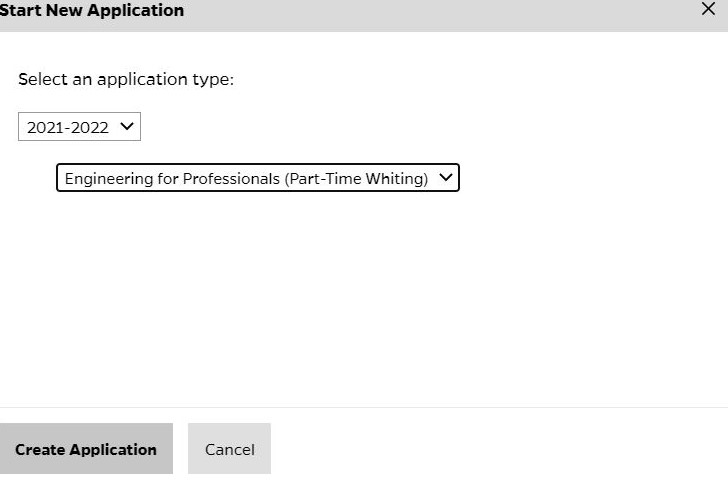 Start New Application
Select an application type:
2021-2022
Engineering for Professionals (Part-Time Whiting)
Create Application
Cancel